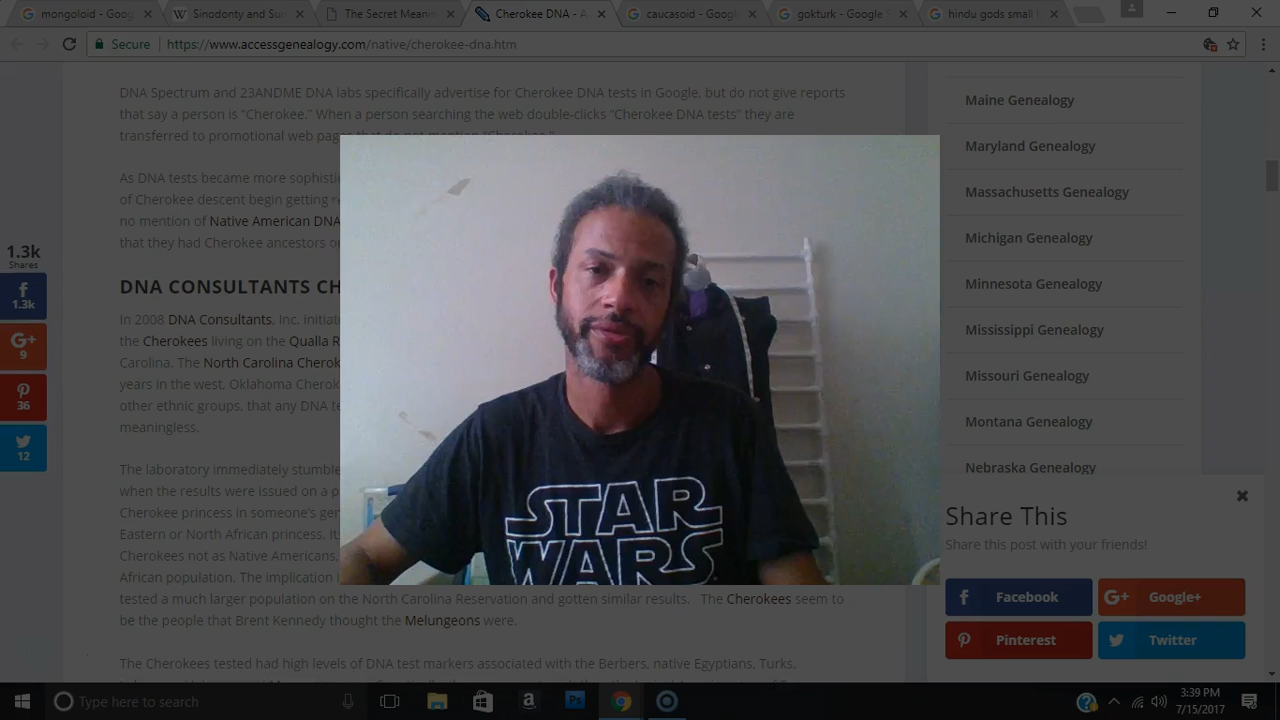 mongoloid - Goo
Sinodonty and Su
The Secret Mean
Cherokee DNA - A
caucasoid - Goog
gokturk - Google
hindu gods small
Secure
https://www.accessgenealogy.com/native/cherokee-dna.htm
DNA Spectrum and 23ANDME DNA labs specifically advertise for Cherokee DNA tests in Google, but do not give reports
that say a person is "Cherokee." When a person searching the web double-clicks "Cherokee DNA tests" they are
transferred to promotional web pages that do not mention "Cherokee."
As DNA tests became more sophisti
of Cherokee descent begin getting
no mention of Native American DNA
that they had Cherokee ancestors
DNA CONSULTANTS CH
In 2008 DNA Consultants, Inc. initia
the Cherokees living on the Qualla R
Carolina. The North Carolina Cherok
years in the west, Oklahoma Cherok
other ethnic groups, that any DNA te
meaningless.
The laboratory immediately stumble
when the results were issued on a p
Cherokee princess in someone's gen
Eastern or North African princess. It
Cherokees not as Native Americans,
African population. The implication
tested a much larger population on the North Carolina Reservation and gotten similar results. The Cherokees seem to
be the people that Brent Kennedy thought the Melungeons were.
The Cherokees tested had high levels of DNA test markers associated with the Berbers, native Egyptians, Turks,
1.3k
Shares
1.3k
G+
9
36
12
STAR
WARS
Maine Genealogy
Maryland Genealogy
Massachusetts Genealogy
Michigan Genealogy
Minnesota Genealogy
Mississippi Genealogy
Missouri Genealogy
Montana Genealogy
Nebraska Genealogy
Share This
Share this post with your friends!
Facebook
G+ Google+
Pinterest
Twitter
Type here to search
3:39 PM
7/15/2017